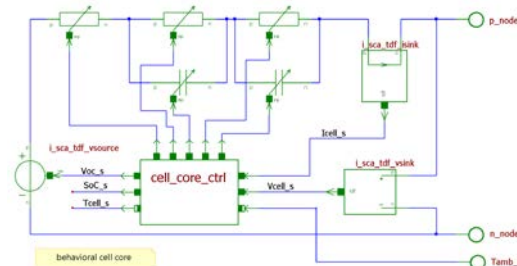 p_node
i_sca_tdf_isink
Icell_s
i_sca_tdf_vsource
i_sca_tdf_vsink
Voc_s
cell_core_ctrl
Vcell_s
SoC_s
Tcell_s
n_node
behavioral cell core
Tamb_